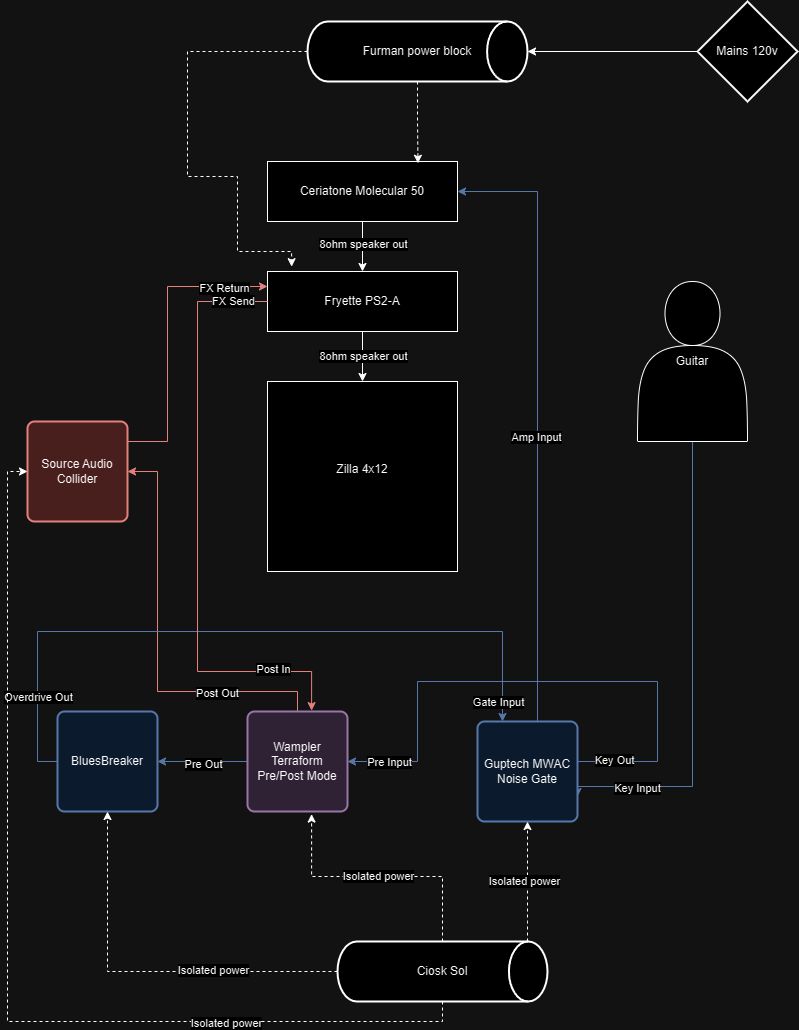 Furman power block
Mains 120v
Ceriatone Molecular 50
8ohm speaker out
FX Return
FX Send
Fryette PS2-A
8ohm speaker out
Guitar
Amp Input
Source Audio
Collider
Zilla 4x12
Post In
Post Out
Overdrive Out
Gate Input
BluesBreaker
Pre Out
Wampler
Terraform
Pre/Post Mode
Pre Input
Guptech MWAC
Noise Gate
Key Out
Key Input
Isolated power
Isolated power
Isolated power
Ciosk Sol
Isolated power